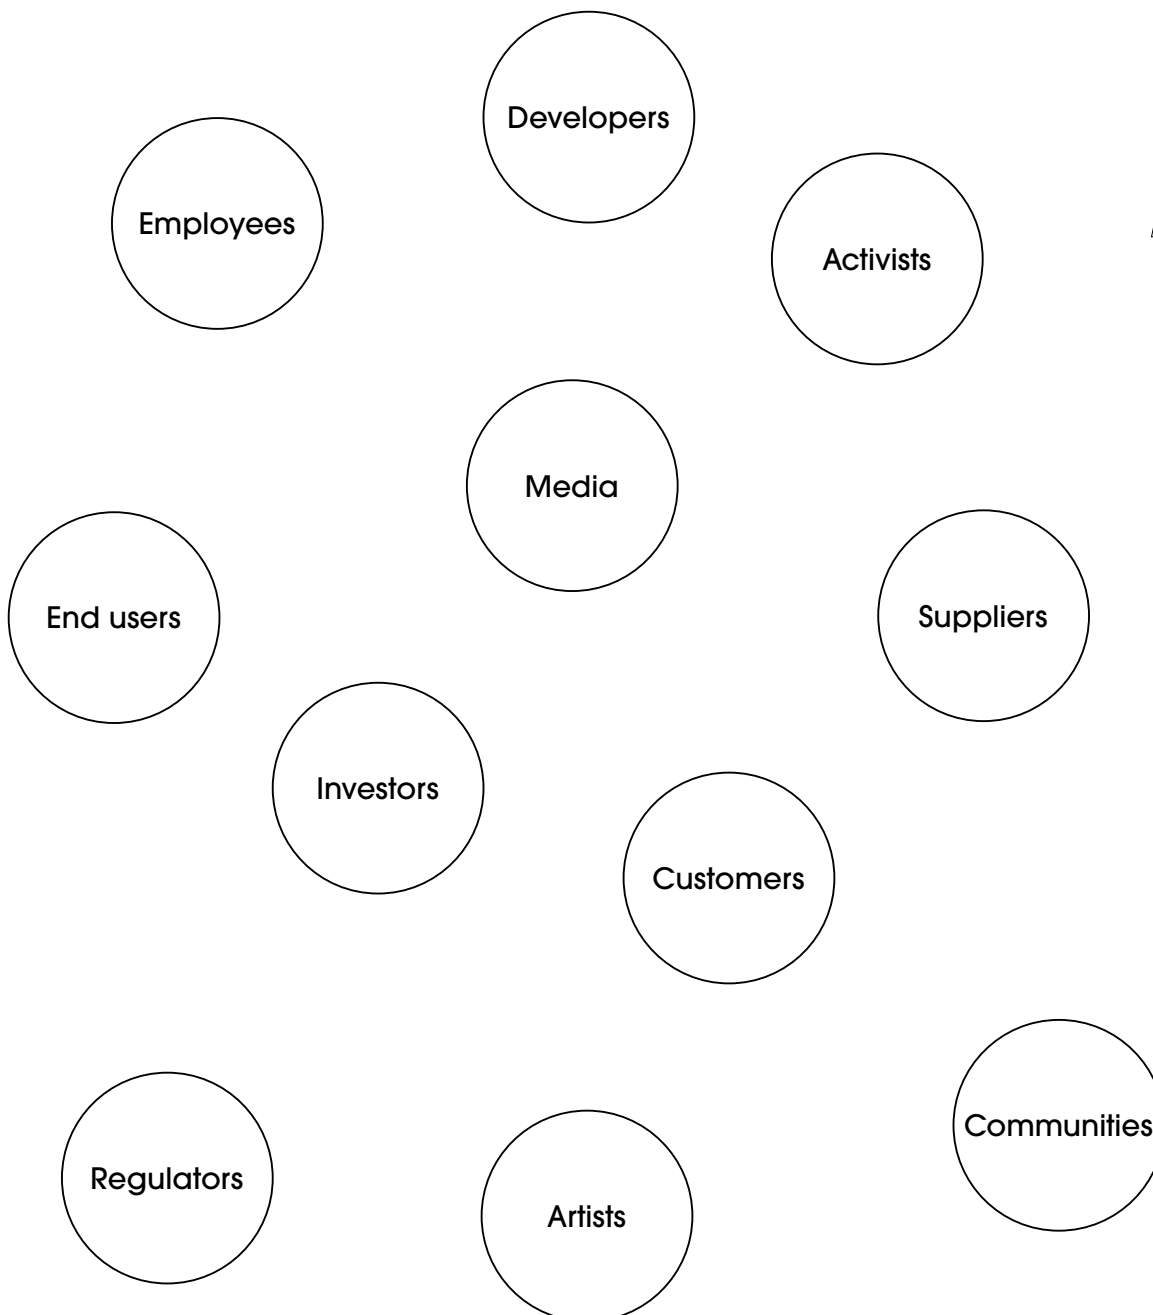 Developers
Employees
Activists
Media
End users
Suppliers
Investors
Customers
Communities
Regulators
Artists